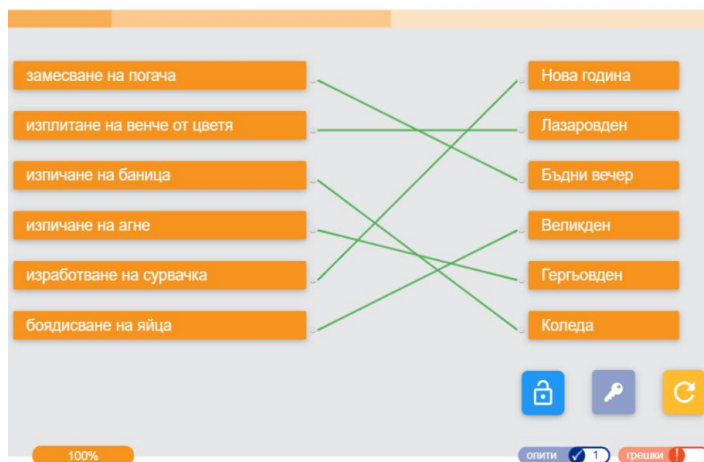 замесване на погача
Нова година
изплитане на венче от цветя
Лазаровден
изпичане на баница
Бъдни вечер
изпичане на агне
Великден
изработване на сурвачка
Гергьовден
боядисване на яйца
Коледа
100%
опити 1 грешки